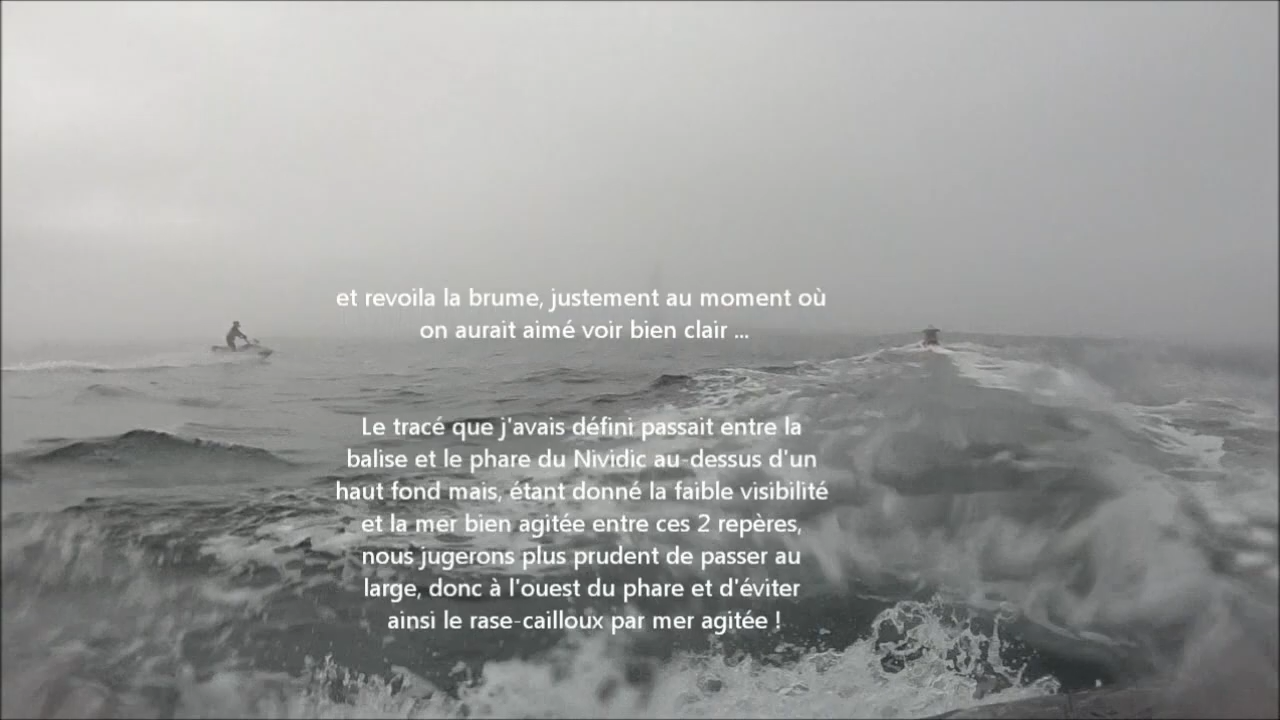 et revoila la brume, justement au moment où
on aurait aimé voir bien clair ...
Le tracé que j'avais défini passait entre la
balise et le phare du Nividic au-dessus d'un
haut fond mais, étant donné la faible visibilité
et la mer bien agitée entre ces 2 repères,
nous jugerons plus prudent de passer au
large, donc à l'ouest du phare et d'éviter
ainsi le rase-cailloux par mer agitée !